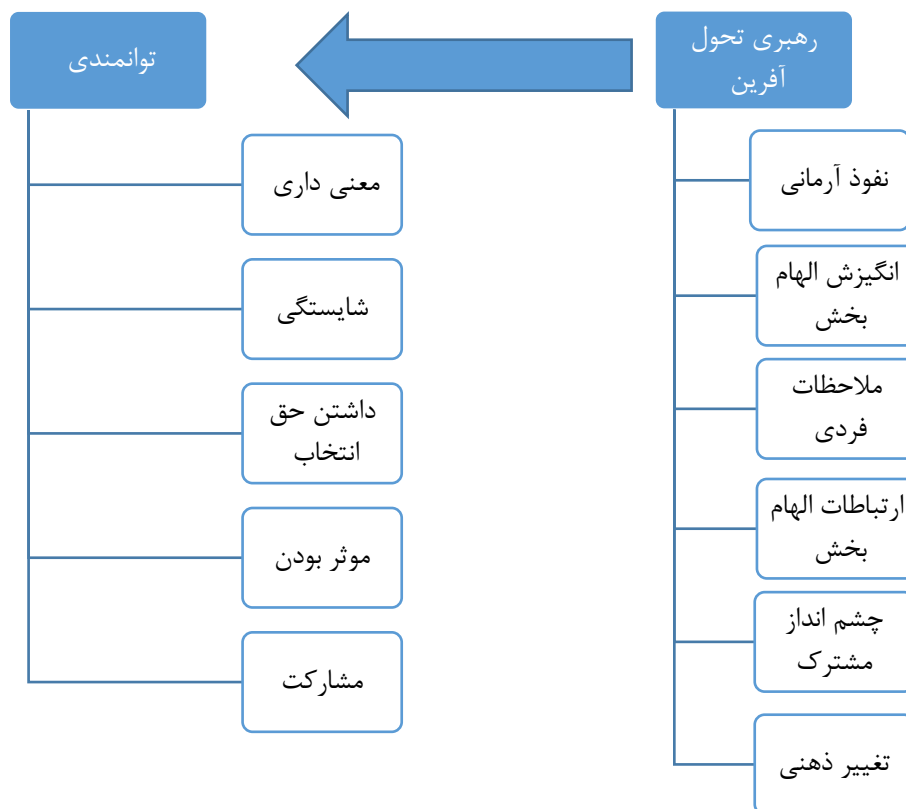 رهبری تحول
آفرین
نفوذ آرمانی
انگیزش الهام
بخش
ملاحظات
فردی
ارتباطات الهام
بخش
چشم انداز
مشترک
تغییر ذهنی
توانمندی
معنی داری
شایستگی
داشتن حق
انتخاب
موثر بودن
مشارکت